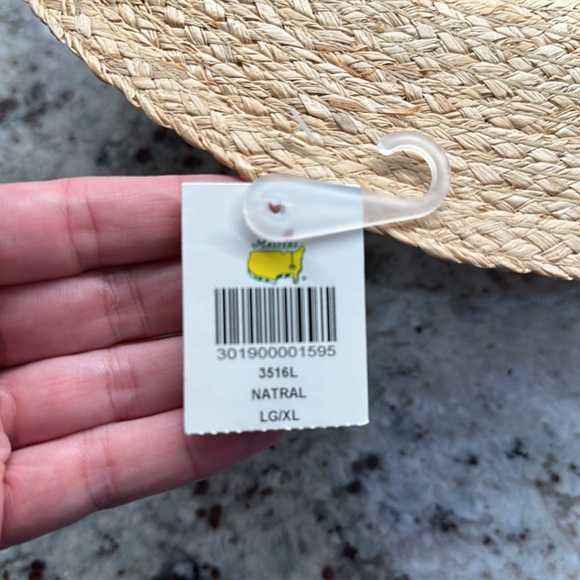 Masters
301900001595
3516L
NATRAL
LG/XL